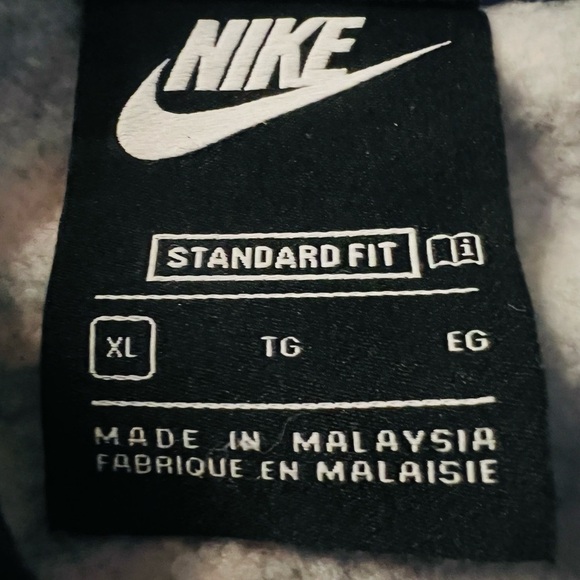 NIKE
STANDARD FIT i
XL TG EG
MADE IN MALAYSIA
FABRIQUE EN MALAISIE